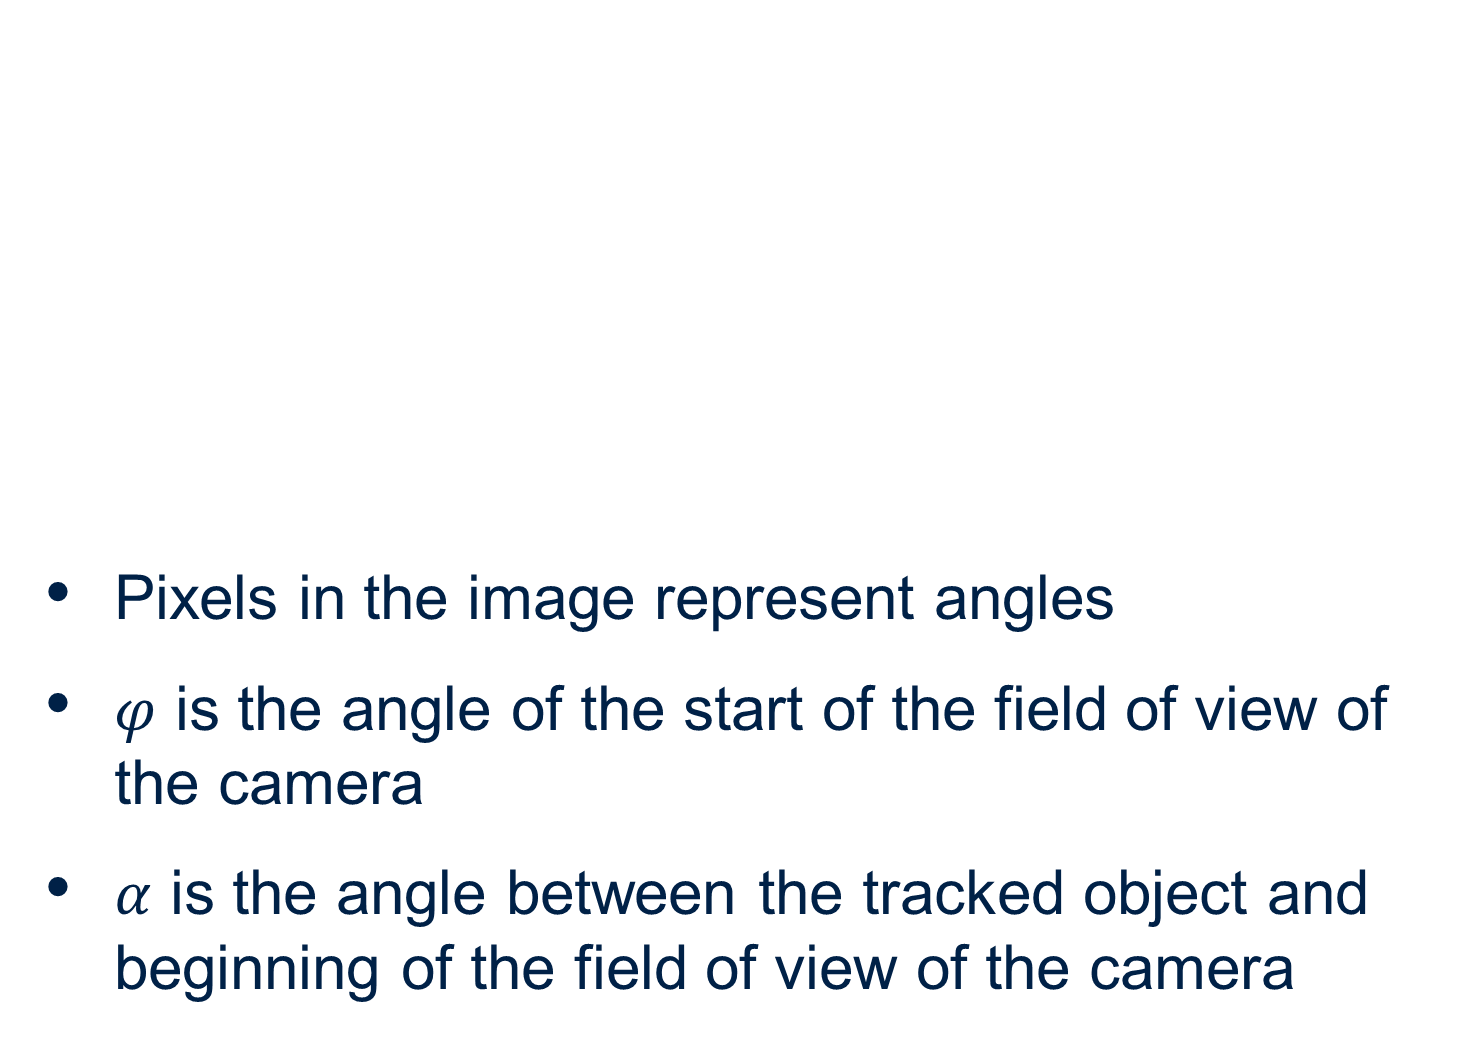 • Pixels in the image represent angles
• φ is the angle of the start of the field of view of
the camera
• α is the angle between the tracked object and
beginning of the field of view of the camera